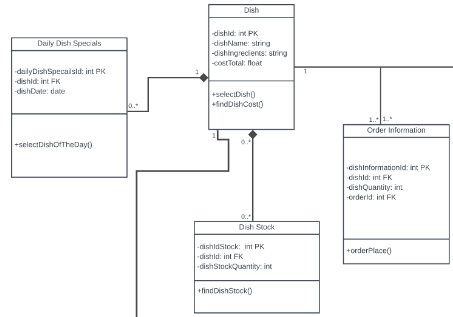 Dish
-dishId: int PK
-dishName: string
-dishIngredients: string
-costTotal: float
+selectDish()
+findDishCost()
Daily Dish Specials
-dailyDishSpecailsId: int PK
-dishId: int FK
-dishDate: date
+selectDishOfTheDay()
1
0..*
1
1
0..*
1..*
1..*
Order Information
-dishInformationId: int PK
-dishId: int FK
-dishQuantity: int
-orderId: int FK
+orderPlace()
0..*
Dish Stock
-dishIdStock: int PK
-dishId: int FK
-dishStockQuantity: int
+findDishStock()